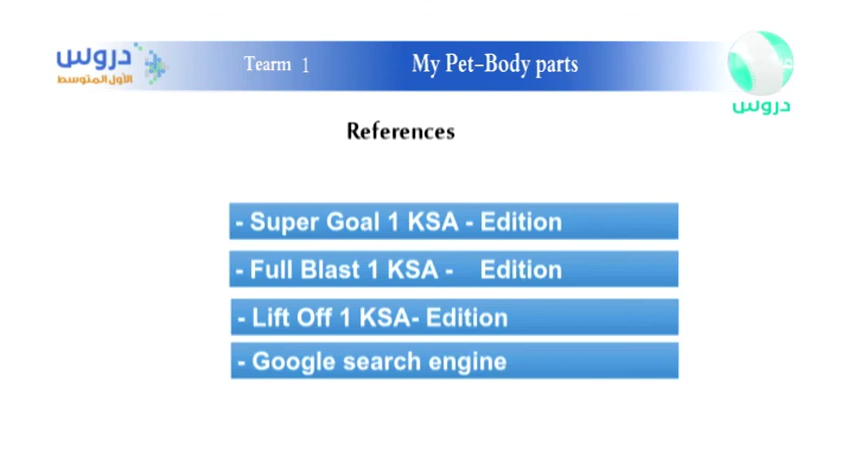 دروس
الأول المتوسط
Tearm 1
My Pet-Body parts
دروس
References
- Super Goal 1 KSA - Edition
- Full Blast 1 KSA - Edition
- Lift Off 1 KSA- Edition
- Google search engine